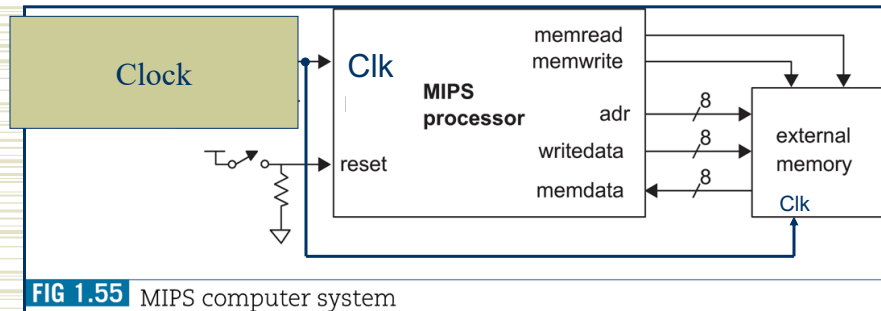 Clock
Clk
MIPS
processor
reset
memread
memwrite
adr
writedata
memdata
8
8
8
external
memory
Clk
FIG 1.55 MIPS computer system